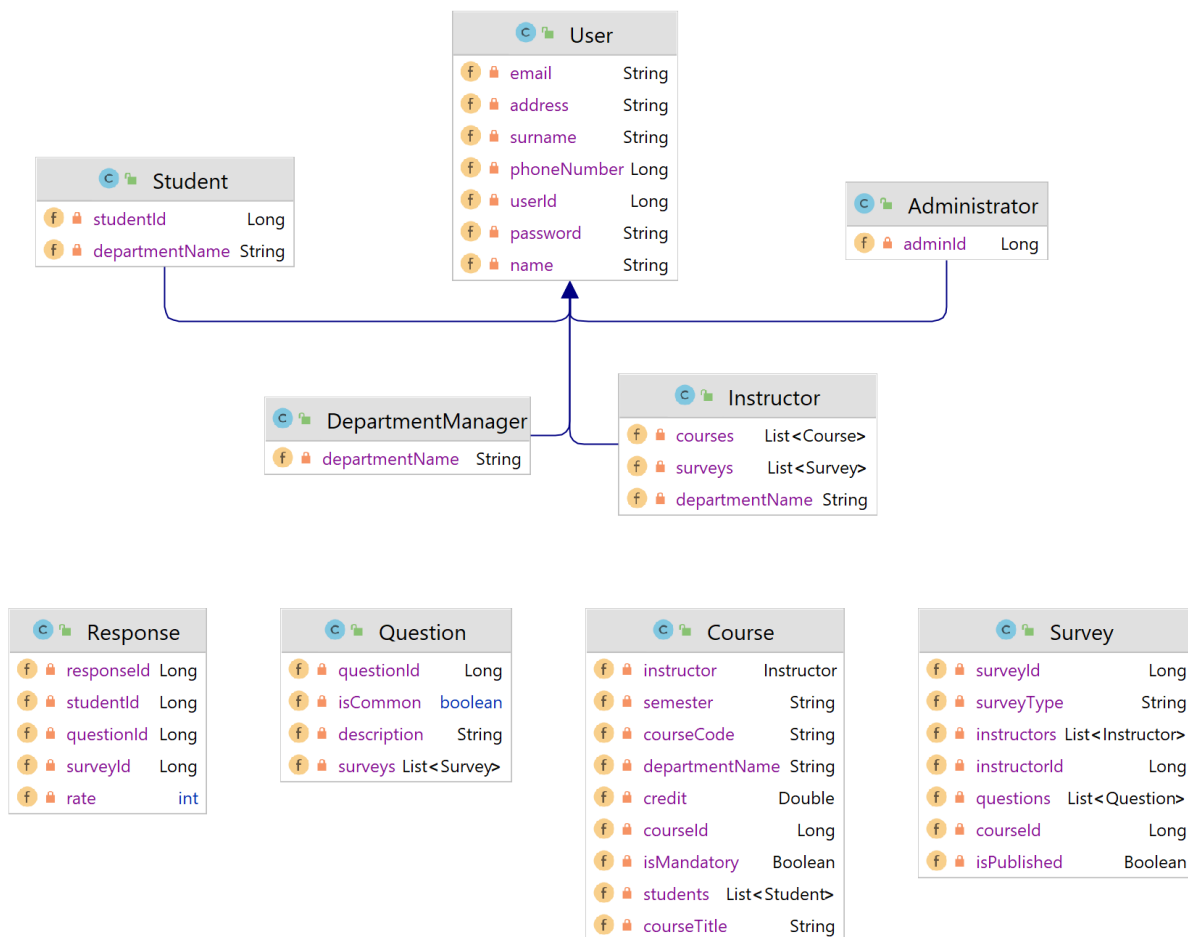 User
email String
address String
surname String
phoneNumber Long
userId Long
password String
name String
Student
studentId Long
departmentName String
Administrator
adminId Long
DepartmentManager
departmentName String
Instructor
courses List<Course>
surveys List<Survey>
departmentName String
Response
responseId Long
studentId Long
questionId Long
surveyId Long
rate int
Question
questionId Long
isCommon boolean
description String
surveys List<Survey>
Course
instructor Instructor
semester String
courseCode String
departmentName String
credit Double
courseId Long
isMandatory Boolean
students List<Student>
courseTitle String
Survey
surveyId Long
surveyType String
instructors List<Instructor>
instructorId Long
questions List<Question>
courseId Long
isPublished Boolean